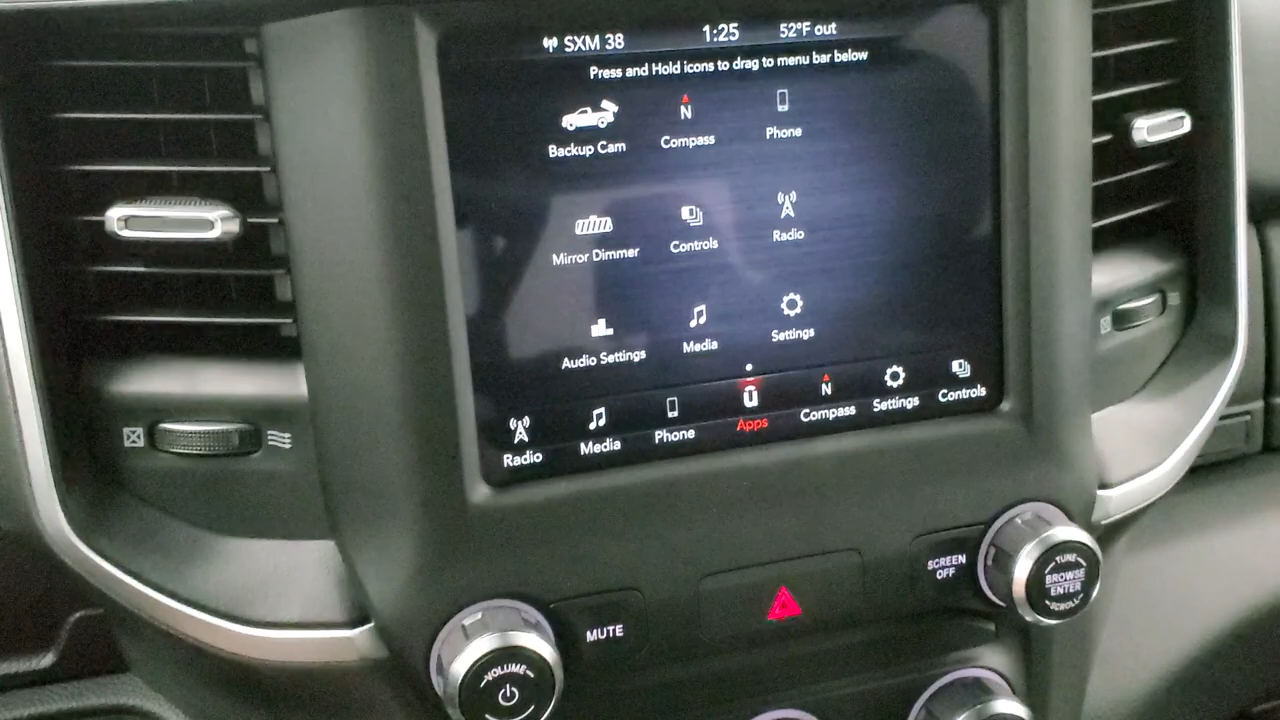 SXM 38 1:25 52°F out
Press and Hold icons to drag to menu bar below
Backup Cam Compass Phone
N
Mirror Dimmer Controls Radio
Audio Settings Media Settings
Radio Media Phone Apps Compass Settings Controls
N
SCREEN OFF
TUNE
BROWSE
ENTER
SCROLL
MUTE
VOLUME